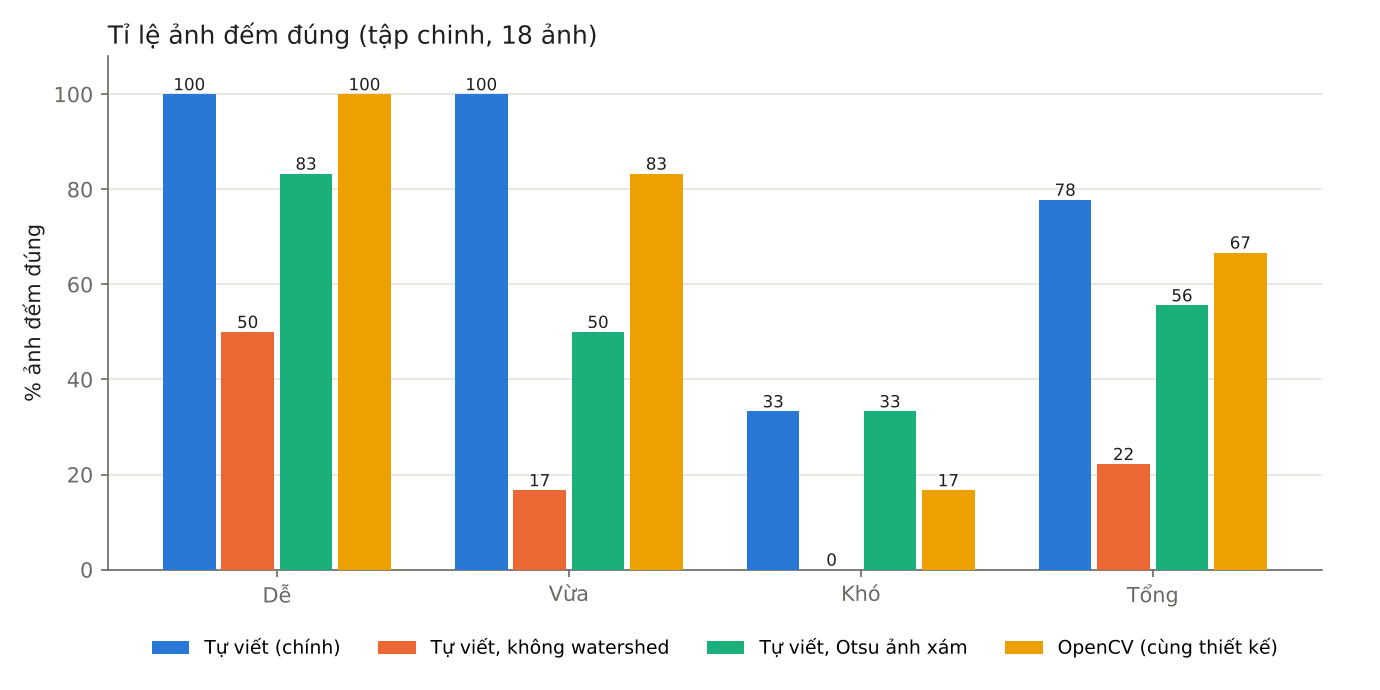 Tỉ lệ ảnh đếm đúng (tập chinh, 18 ảnh)
% ảnh đếm đúng
100
80
60
40
20
0
100 50 83 100
100 17 50 83
33 0 33 17
78 22 56 67
Dễ Vừa Khó Tổng
Tự viết (chính) Tự viết, không watershed Tự viết, Otsu ảnh xám OpenCV (cùng thiết kế)